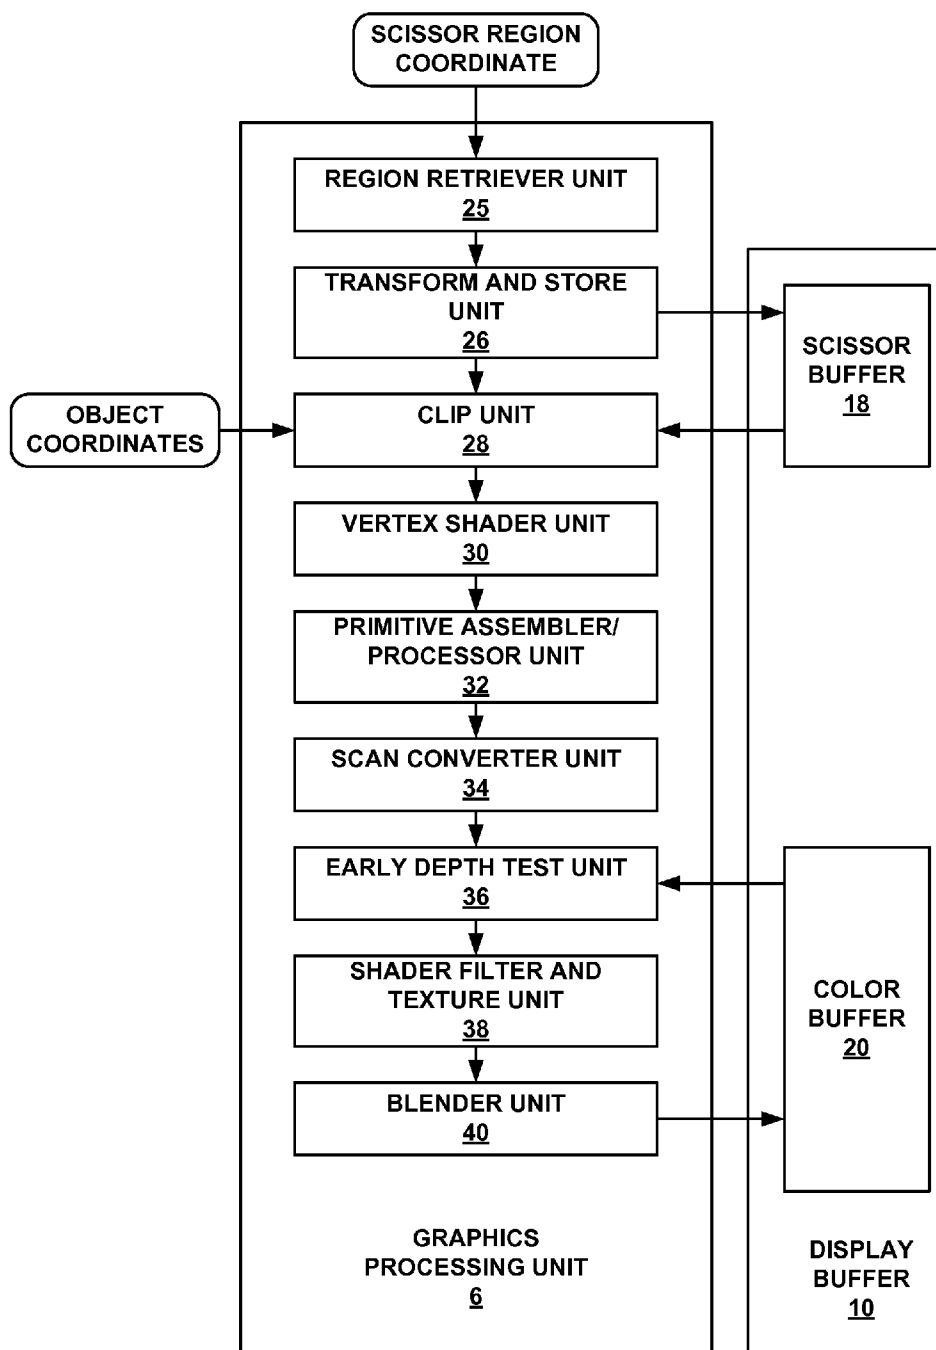 SCISSOR REGION
COORDINATE
REGION RETRIEVER UNIT
25
TRANSFORM AND STORE
UNIT
26
SCISSOR
BUFFER
18
OBJECT
COORDINATES
CLIP UNIT
28
VERTEX SHADER UNIT
30
PRIMITIVE ASSEMBLER/
PROCESSOR UNIT
32
SCAN CONVERTER UNIT
34
EARLY DEPTH TEST UNIT
36
SHADER FILTER AND
TEXTURE UNIT
38
COLOR
BUFFER
20
BLENDER UNIT
40
GRAPHICS
PROCESSING UNIT
6
DISPLAY
BUFFER
10